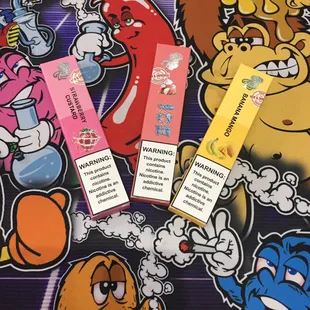 STRAWBERRY
CUSTARD
WARNING:
This product
contains
nicotine.
Nicotine is an
addictive
chemical.
WARNING:
This product
contains
nicotine.
Nicotine is an
addictive
chemical.
BANANA MANGO
WARNING:
This product
contains
nicotine.
Nicotine is an
addictive
chemical.